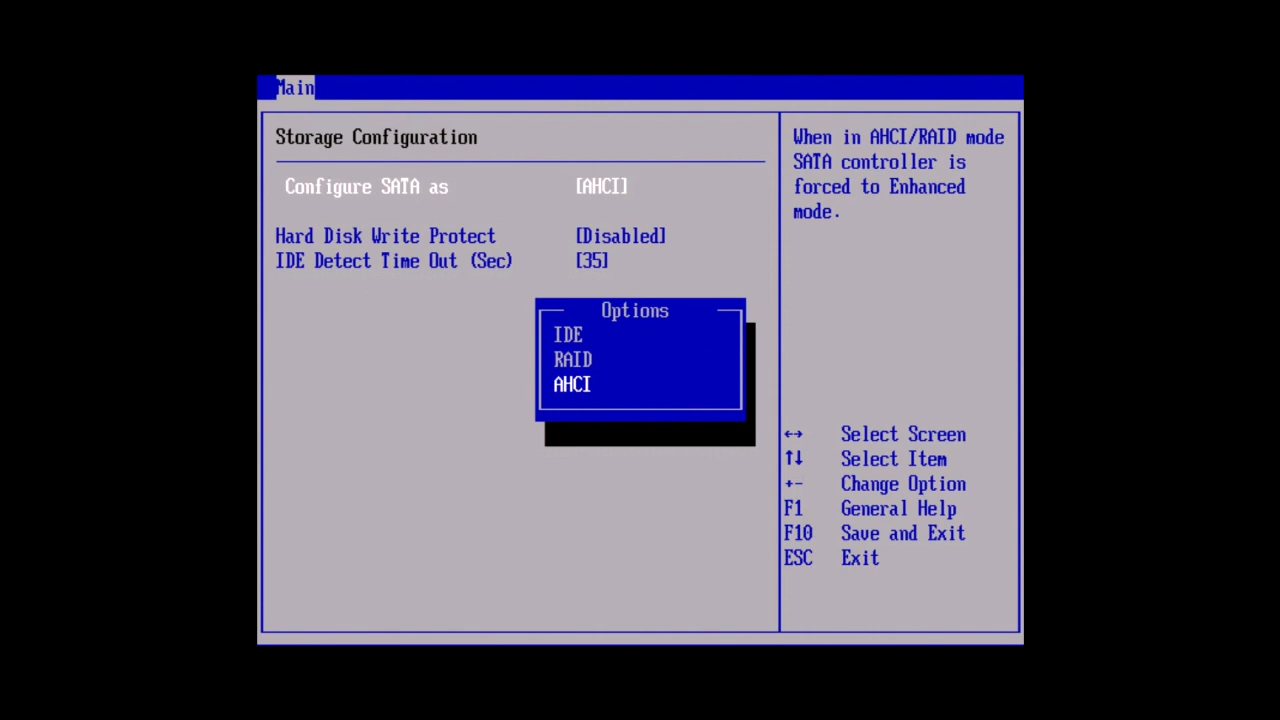 Main
Storage Configuration
Configure SATA as [AHCI]
Hard Disk Write Protect [Disabled]
IDE Detect Time Out (Sec) [35]
Options
IDE
RAID
AHCI
When in AHCI/RAID mode
SATA controller is
forced to Enhanced
mode.
↔ Select Screen
↑↓ Select Item
+- Change Option
F1 General Help
F10 Save and Exit
ESC Exit